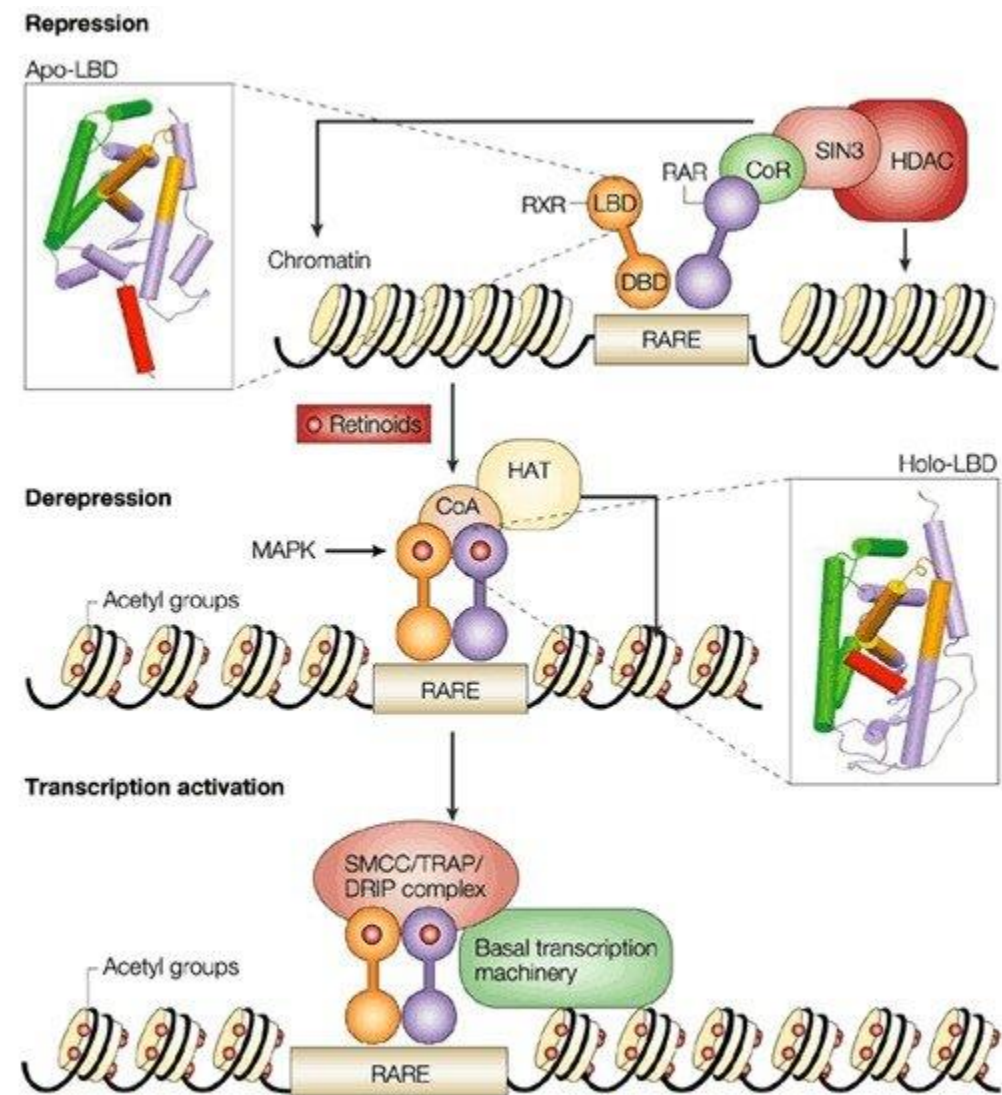 Repression
Apo-LBD
SIN3
HDAC
CoR
RAR
RXR
LBD
Chromatin
DBD
RARE
Retinoids
HAT
Holo-LBD
Derepression
CoA
MAPK
Acetyl groups
RARE
Transcription activation
SMCC/TRAP/
DRIP complex
Basal transcription
machinery
Acetyl groups
RARE